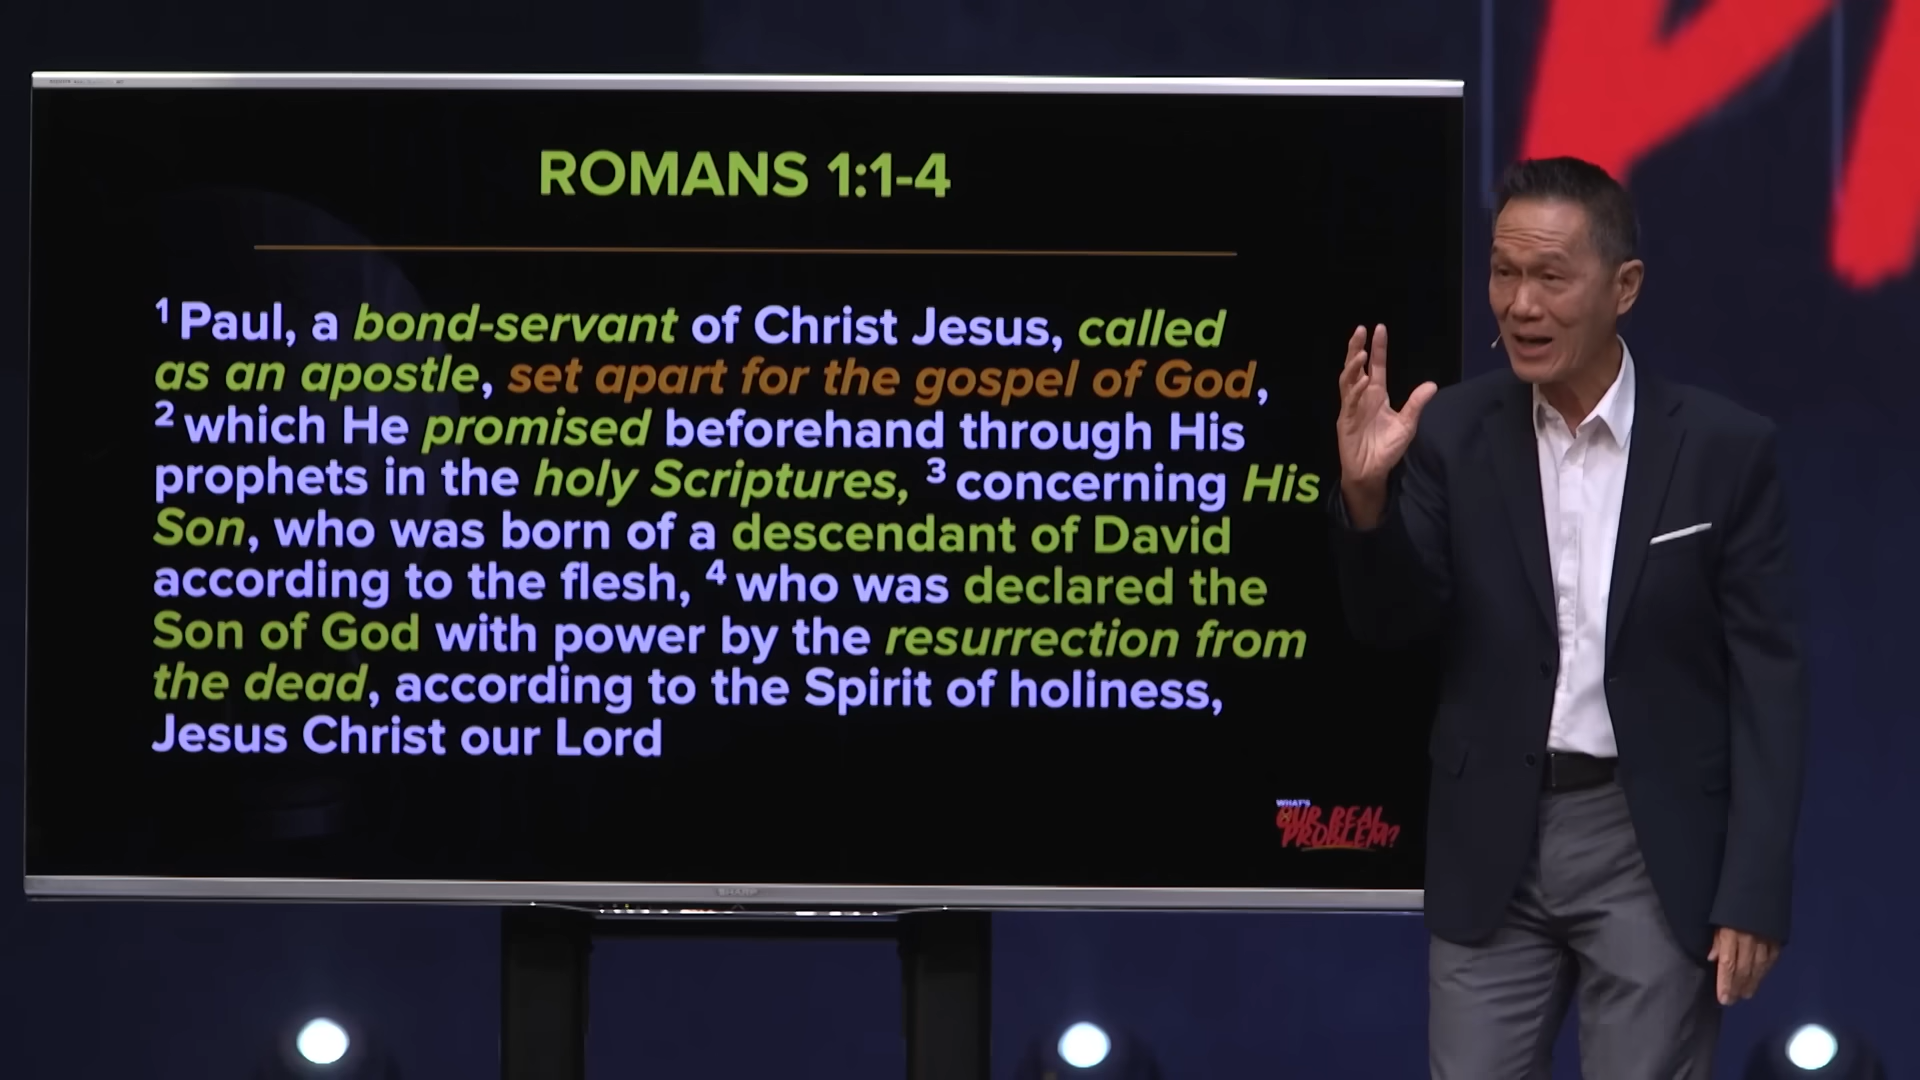 ROMANS 1:1-4
1 Paul, a bond-servant of Christ Jesus, called
as an apostle, set apart for the gospel of God,
2 which He promised beforehand through His
prophets in the holy Scriptures, 3 concerning His
Son, who was born of a descendant of David
according to the flesh, 4 who was declared the
Son of God with power by the resurrection from
the dead, according to the Spirit of holiness,
Jesus Christ our Lord
WHAT'S
OUR REAL
PROBLEM?
SHARP